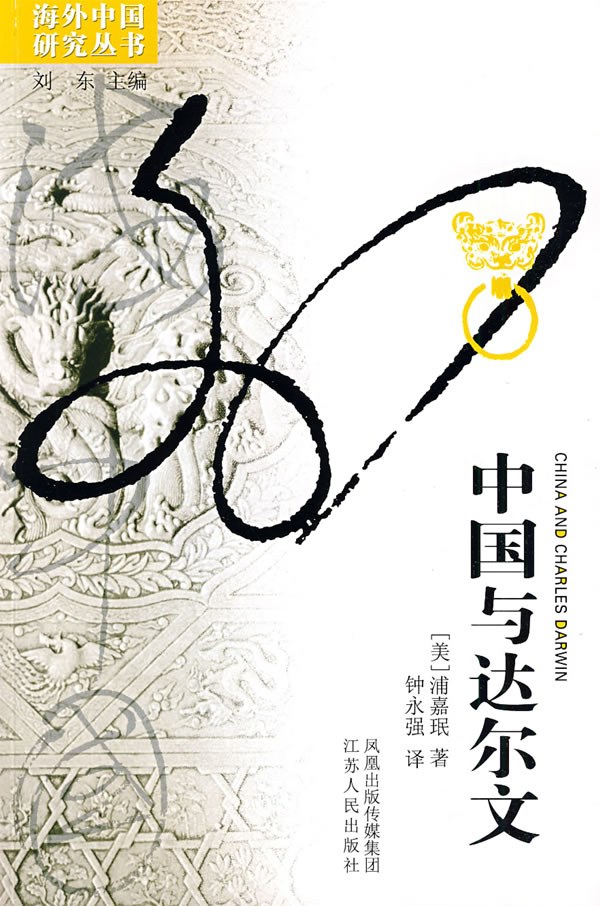 海外中国
研究丛书
刘东 主编
中国与达尔文
CHINA AND CHARLES DARWIN
[美]浦嘉珉 著
钟永强 译
凤凰出版传媒集团
江苏人民出版社